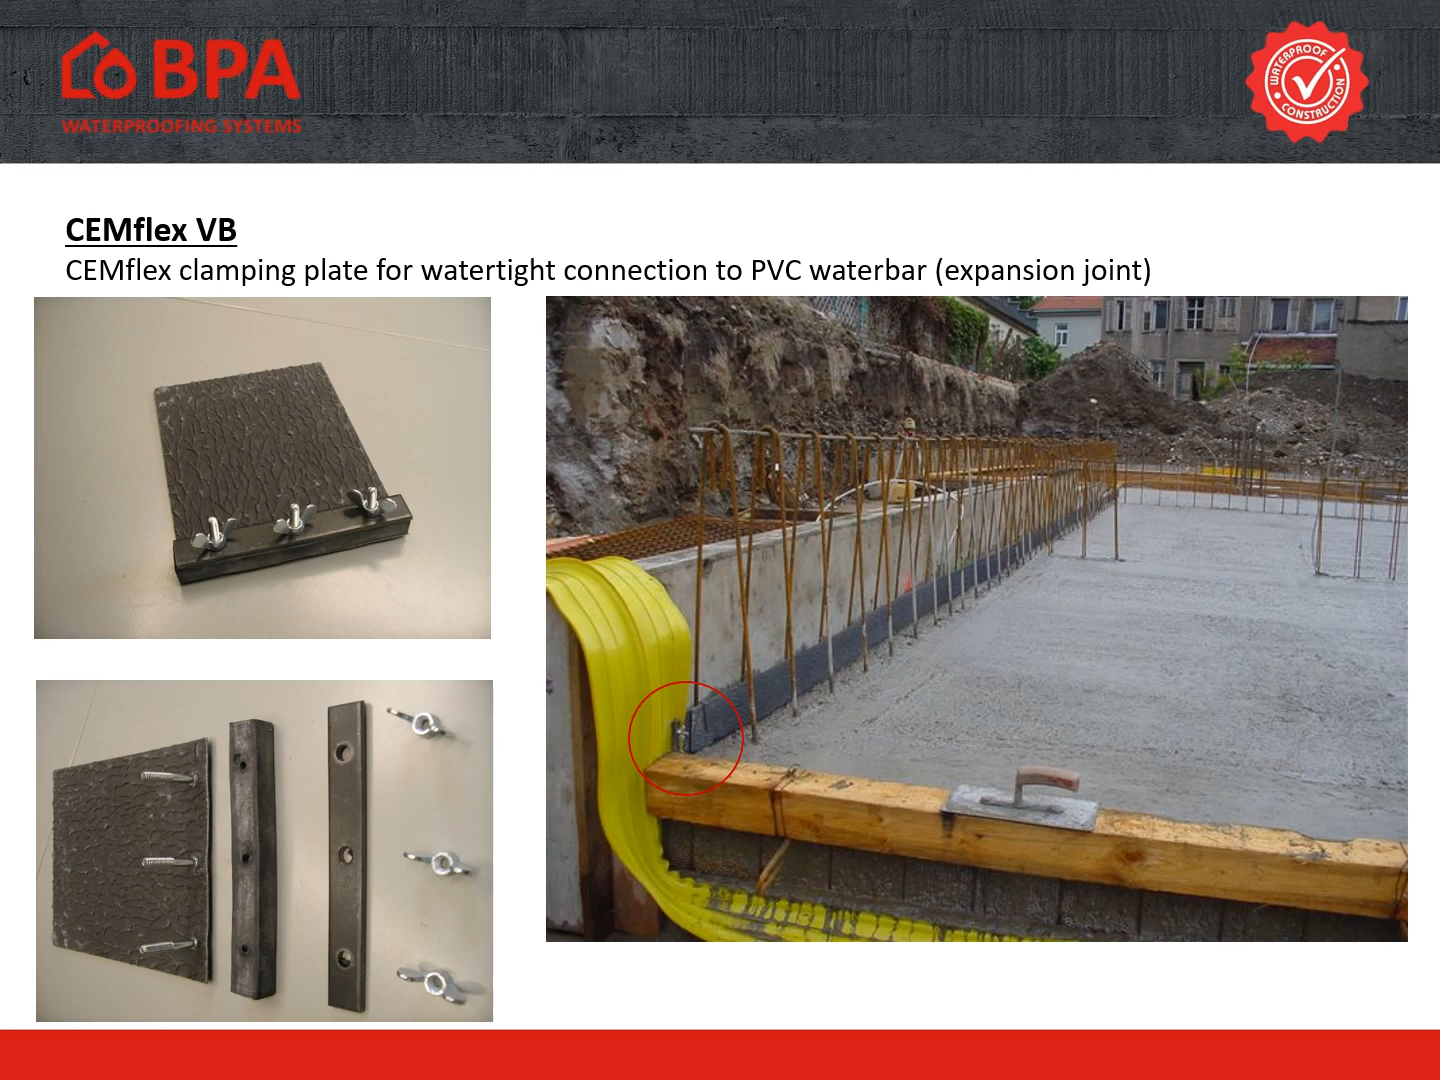 BPA
WATERPROOFING SYSTEMS
WATERPROOF
CONSTRUCTION
CEMflex VB
CEMflex clamping plate for watertight connection to PVC waterbar (expansion joint)